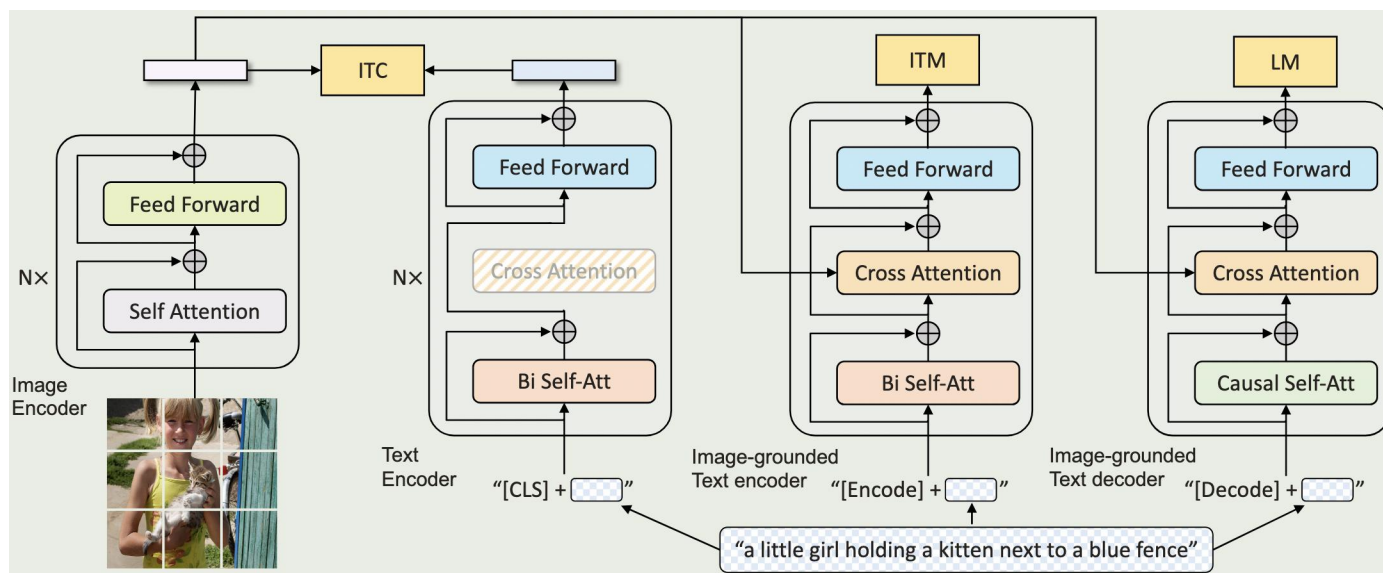 ITC
ITM
LM
Feed Forward
Self Attention
N×
Image
Encoder
Feed Forward
Cross Attention
Bi Self-Att
N×
Text
Encoder
"[CLS] + "
Feed Forward
Cross Attention
Bi Self-Att
Image-grounded
Text encoder
"[Encode] + "
Feed Forward
Cross Attention
Causal Self-Att
Image-grounded
Text decoder
"[Decode] + "
"a little girl holding a kitten next to a blue fence"